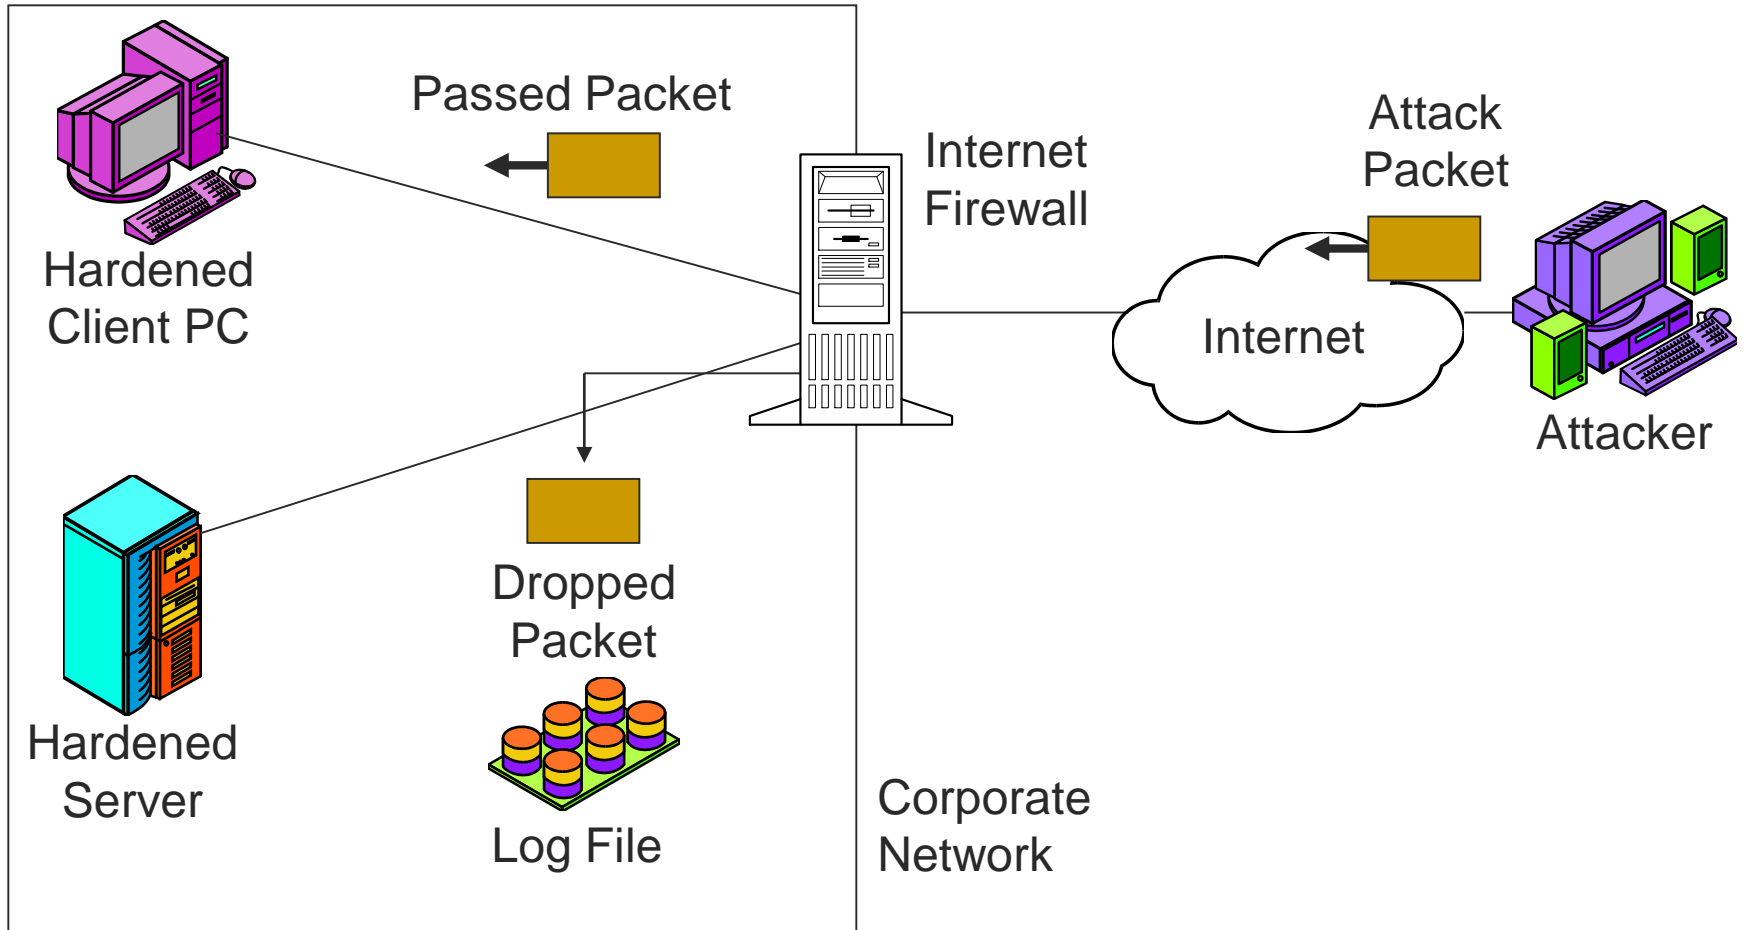 Passed Packet
Internet
Firewall
Attack
Packet
Hardened
Client PC
Internet
Attacker
Dropped
Packet
Hardened
Server
Log File
Corporate
Network